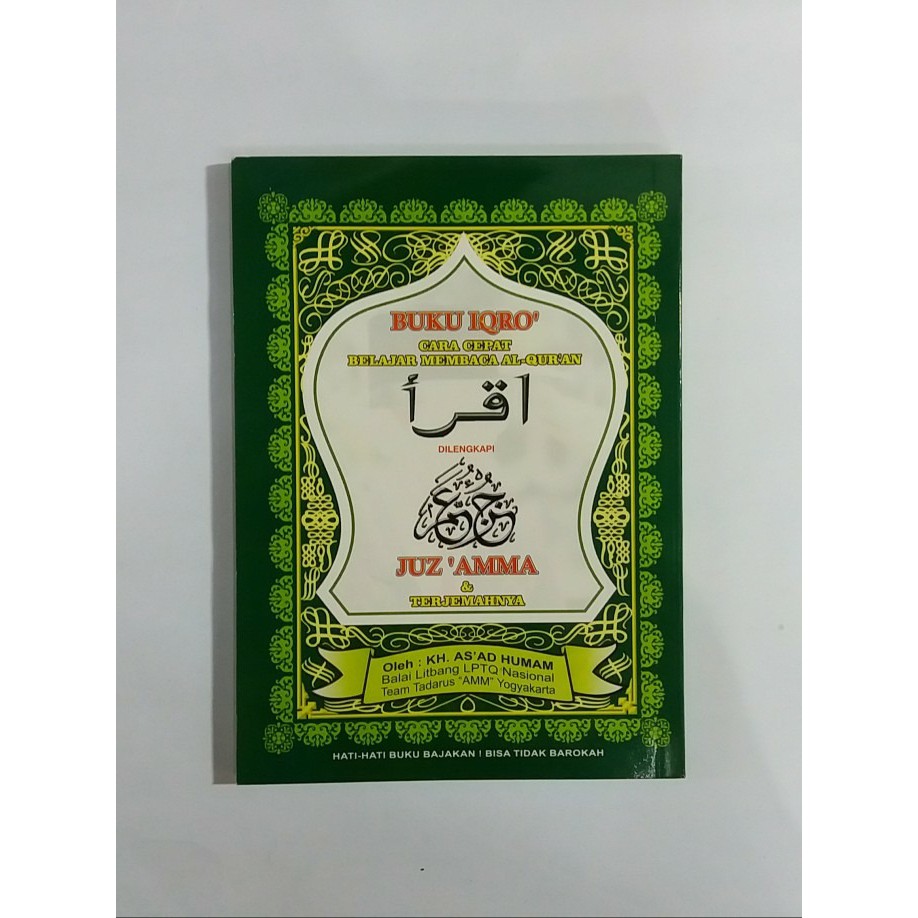 BUKU IQRO'
CARA CEPAT
BELAJAR MEMBACA AL-QUR'AN
اقرأ
DILENGKAPI
جزء عم
JUZ 'AMMA
&
TERJEMAHNYA
Oleh : KH. AS'AD HUMAM
Balai Litbang LPTQ Nasional
Team Tadarus "AMM" Yogyakarta
HATI-HATI BUKU BAJAKAN ! BISA TIDAK BAROKAH